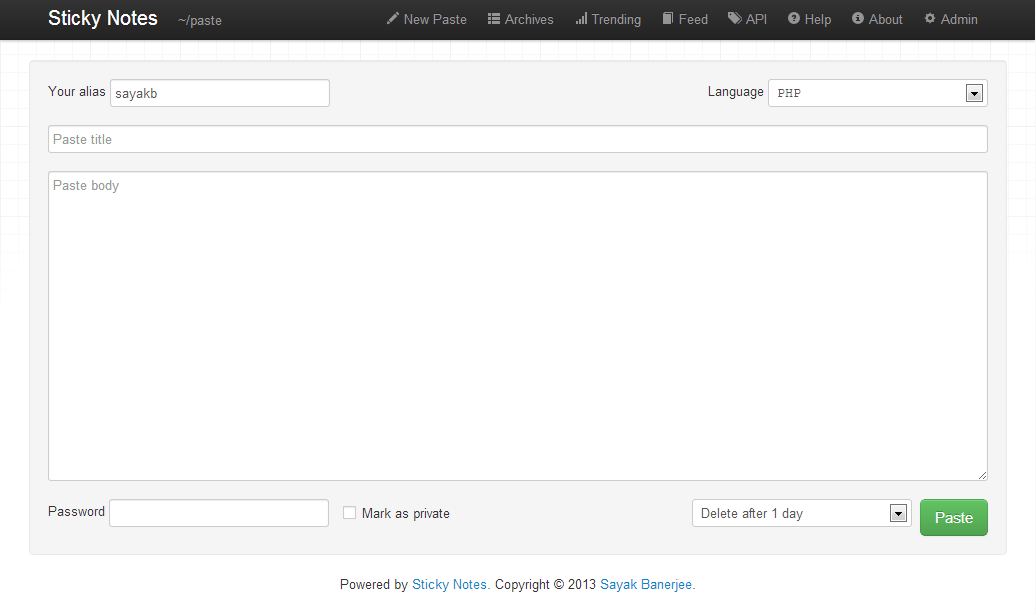 Sticky Notes ~/paste New Paste Archives Trending Feed API Help About Admin
Your alias sayakb Language PHP
Paste title
Paste body
Password Mark as private Delete after 1 day Paste
Powered by Sticky Notes. Copyright © 2013 Sayak Banerjee.